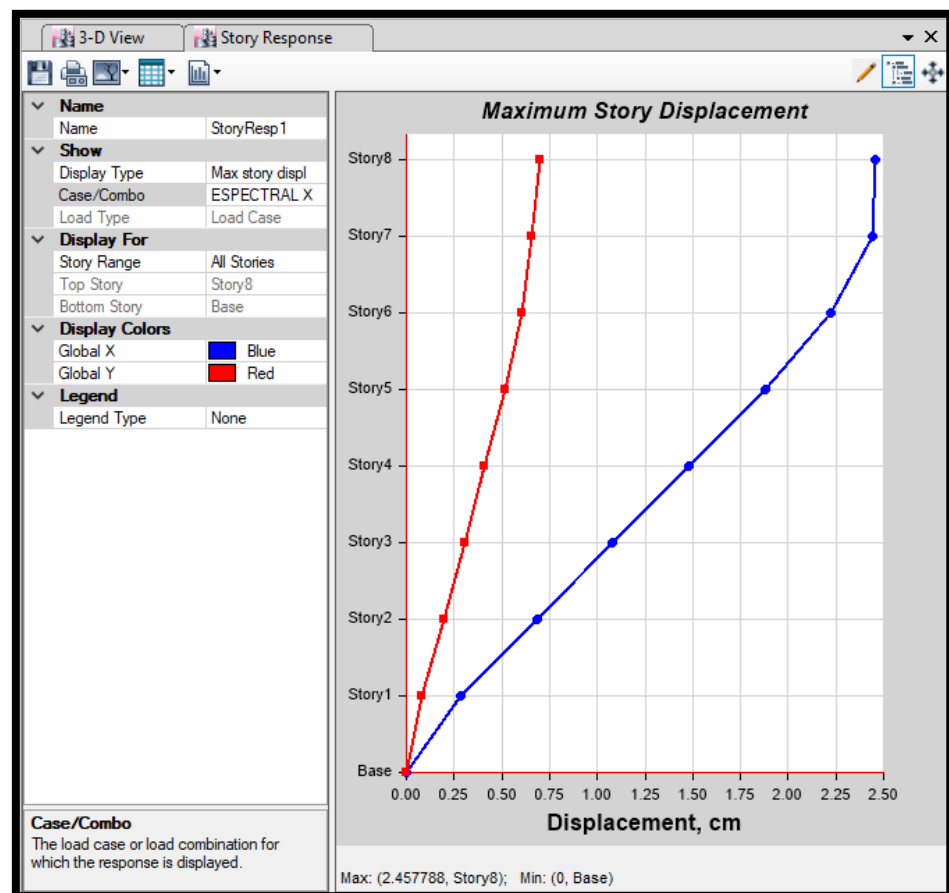 3-D View
Story Response
Name
Name StoryResp1
Show
Display Type Max story displ
Case/Combo ESPECTRAL X
Load Type Load Case
Display For
Story Range All Stories
Top Story Story8
Bottom Story Base
Display Colors
Global X Blue
Global Y Red
Legend
Legend Type None
Case/Combo
The load case or load combination for
which the response is displayed.
Maximum Story Displacement
Story8
Story7
Story6
Story5
Story4
Story3
Story2
Story1
Base
0.00 0.25 0.50 0.75 1.00 1.25 1.50 1.75 2.00 2.25 2.50
Displacement, cm
Max: (2.457788, Story8); Min: (0, Base)